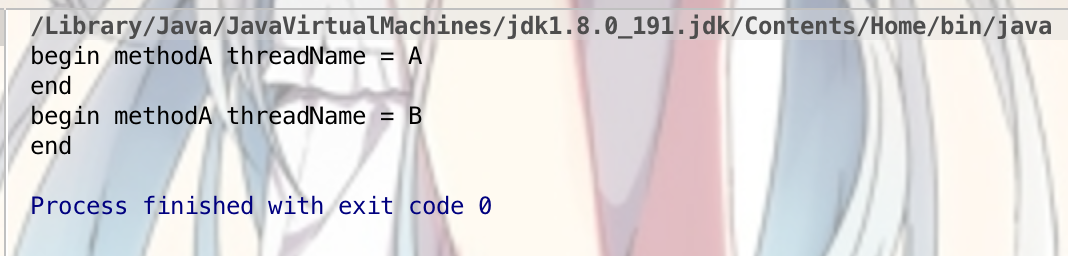 /Library/Java/JavaVirtualMachines/jdk1.8.0_191.jdk/Contents/Home/bin/java
begin methodA threadName = A
end
begin methodA threadName = B
end
Process finished with exit code 0